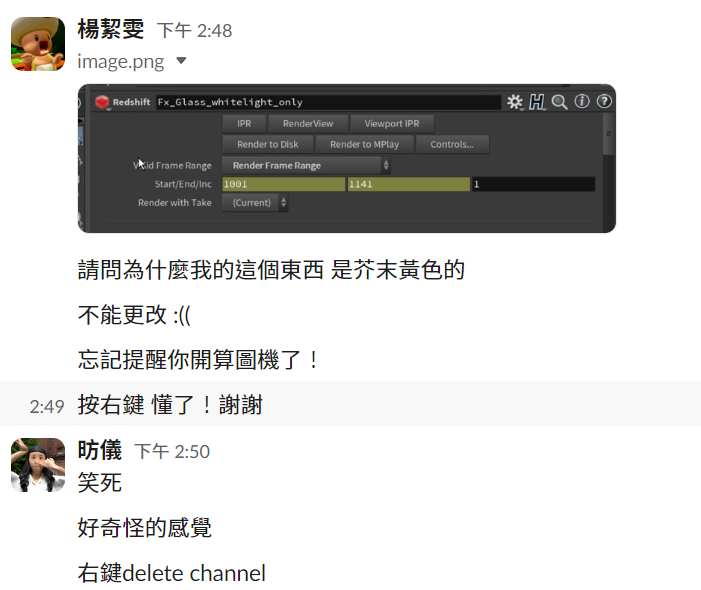 楊絜雯 下午 2:48
image.png
Redshift Fx_Glass_whitelight_only
IPR RenderView Viewport IPR
Render to Disk Render to MPlay Controls...
Valid Frame Range Render Frame Range
Start/End/Inc 1001 1141 1
Render with Take (Current)
請問為什麼我的這個東西 是芥末黃色的
不能更改 :((
忘記提醒你開算圖機了！
2:49 按右鍵 懂了！謝謝
昉儀 下午 2:50
笑死
好奇怪的感覺
右鍵delete channel